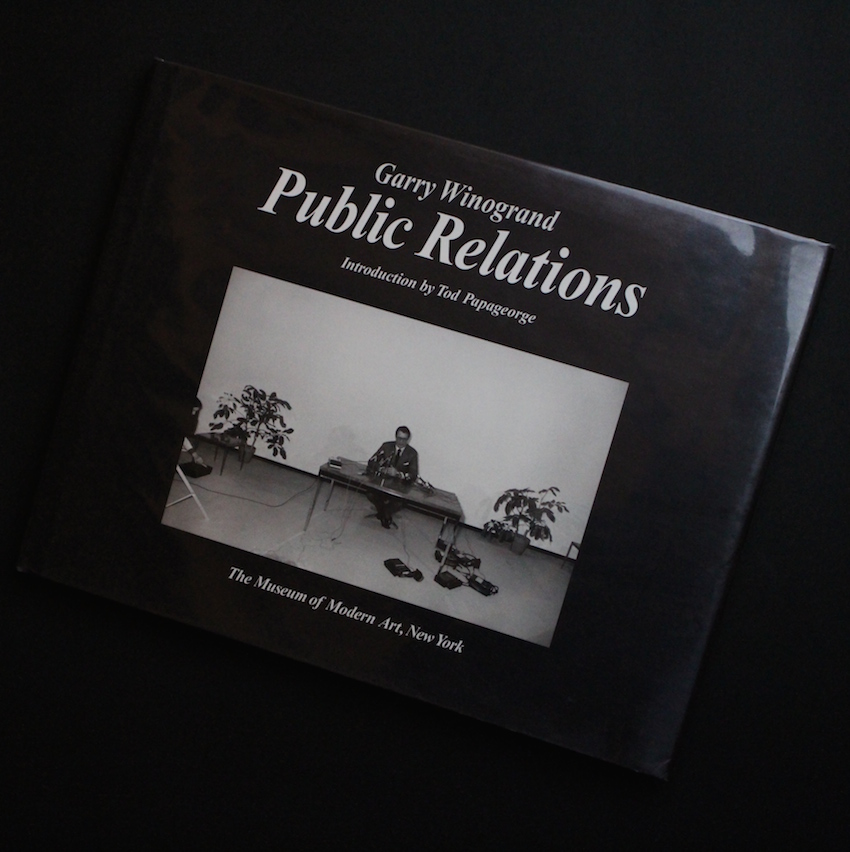 Garry Winogrand
Public Relations
Introduction by Tod Papageorge
The Museum of Modern Art, New York